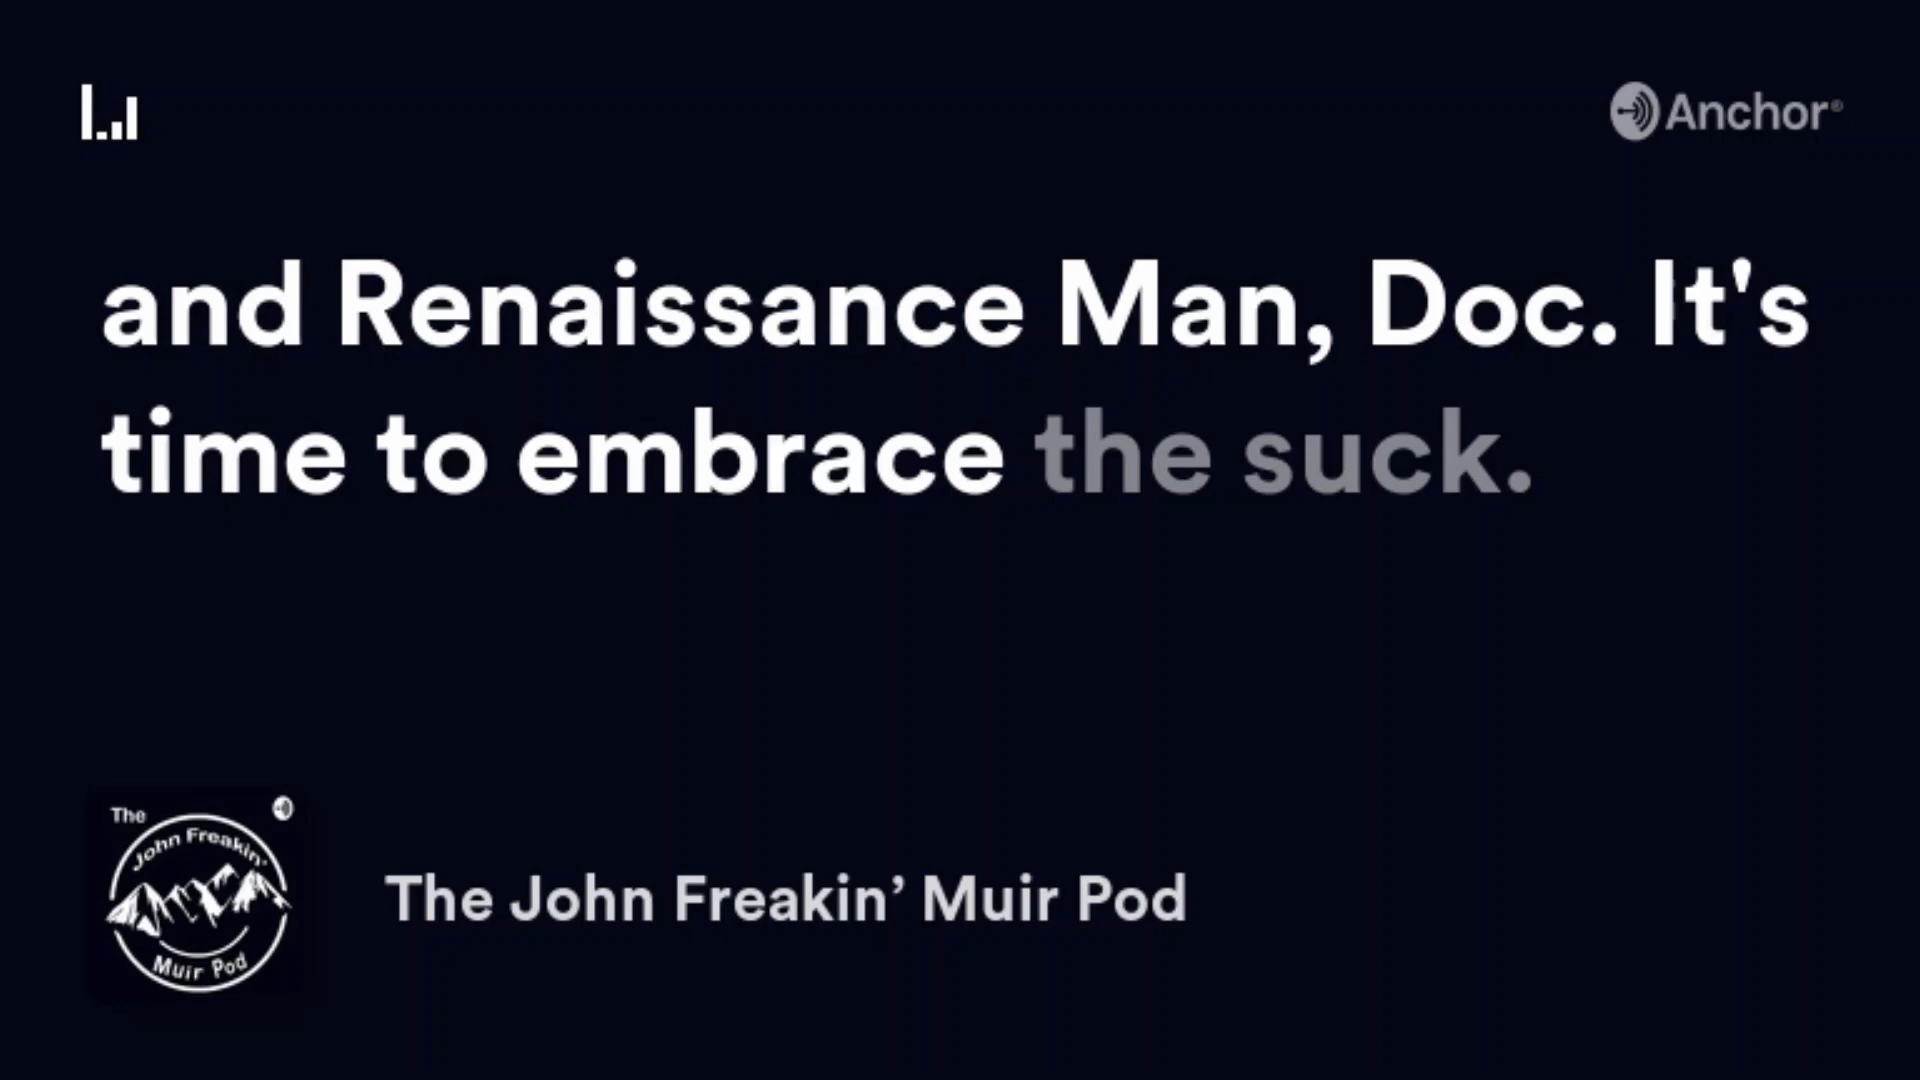 Anchor®
and Renaissance Man, Doc. It's
time to embrace the suck.
The
John Freakin'
Muir Pod
The John Freakin’ Muir Pod